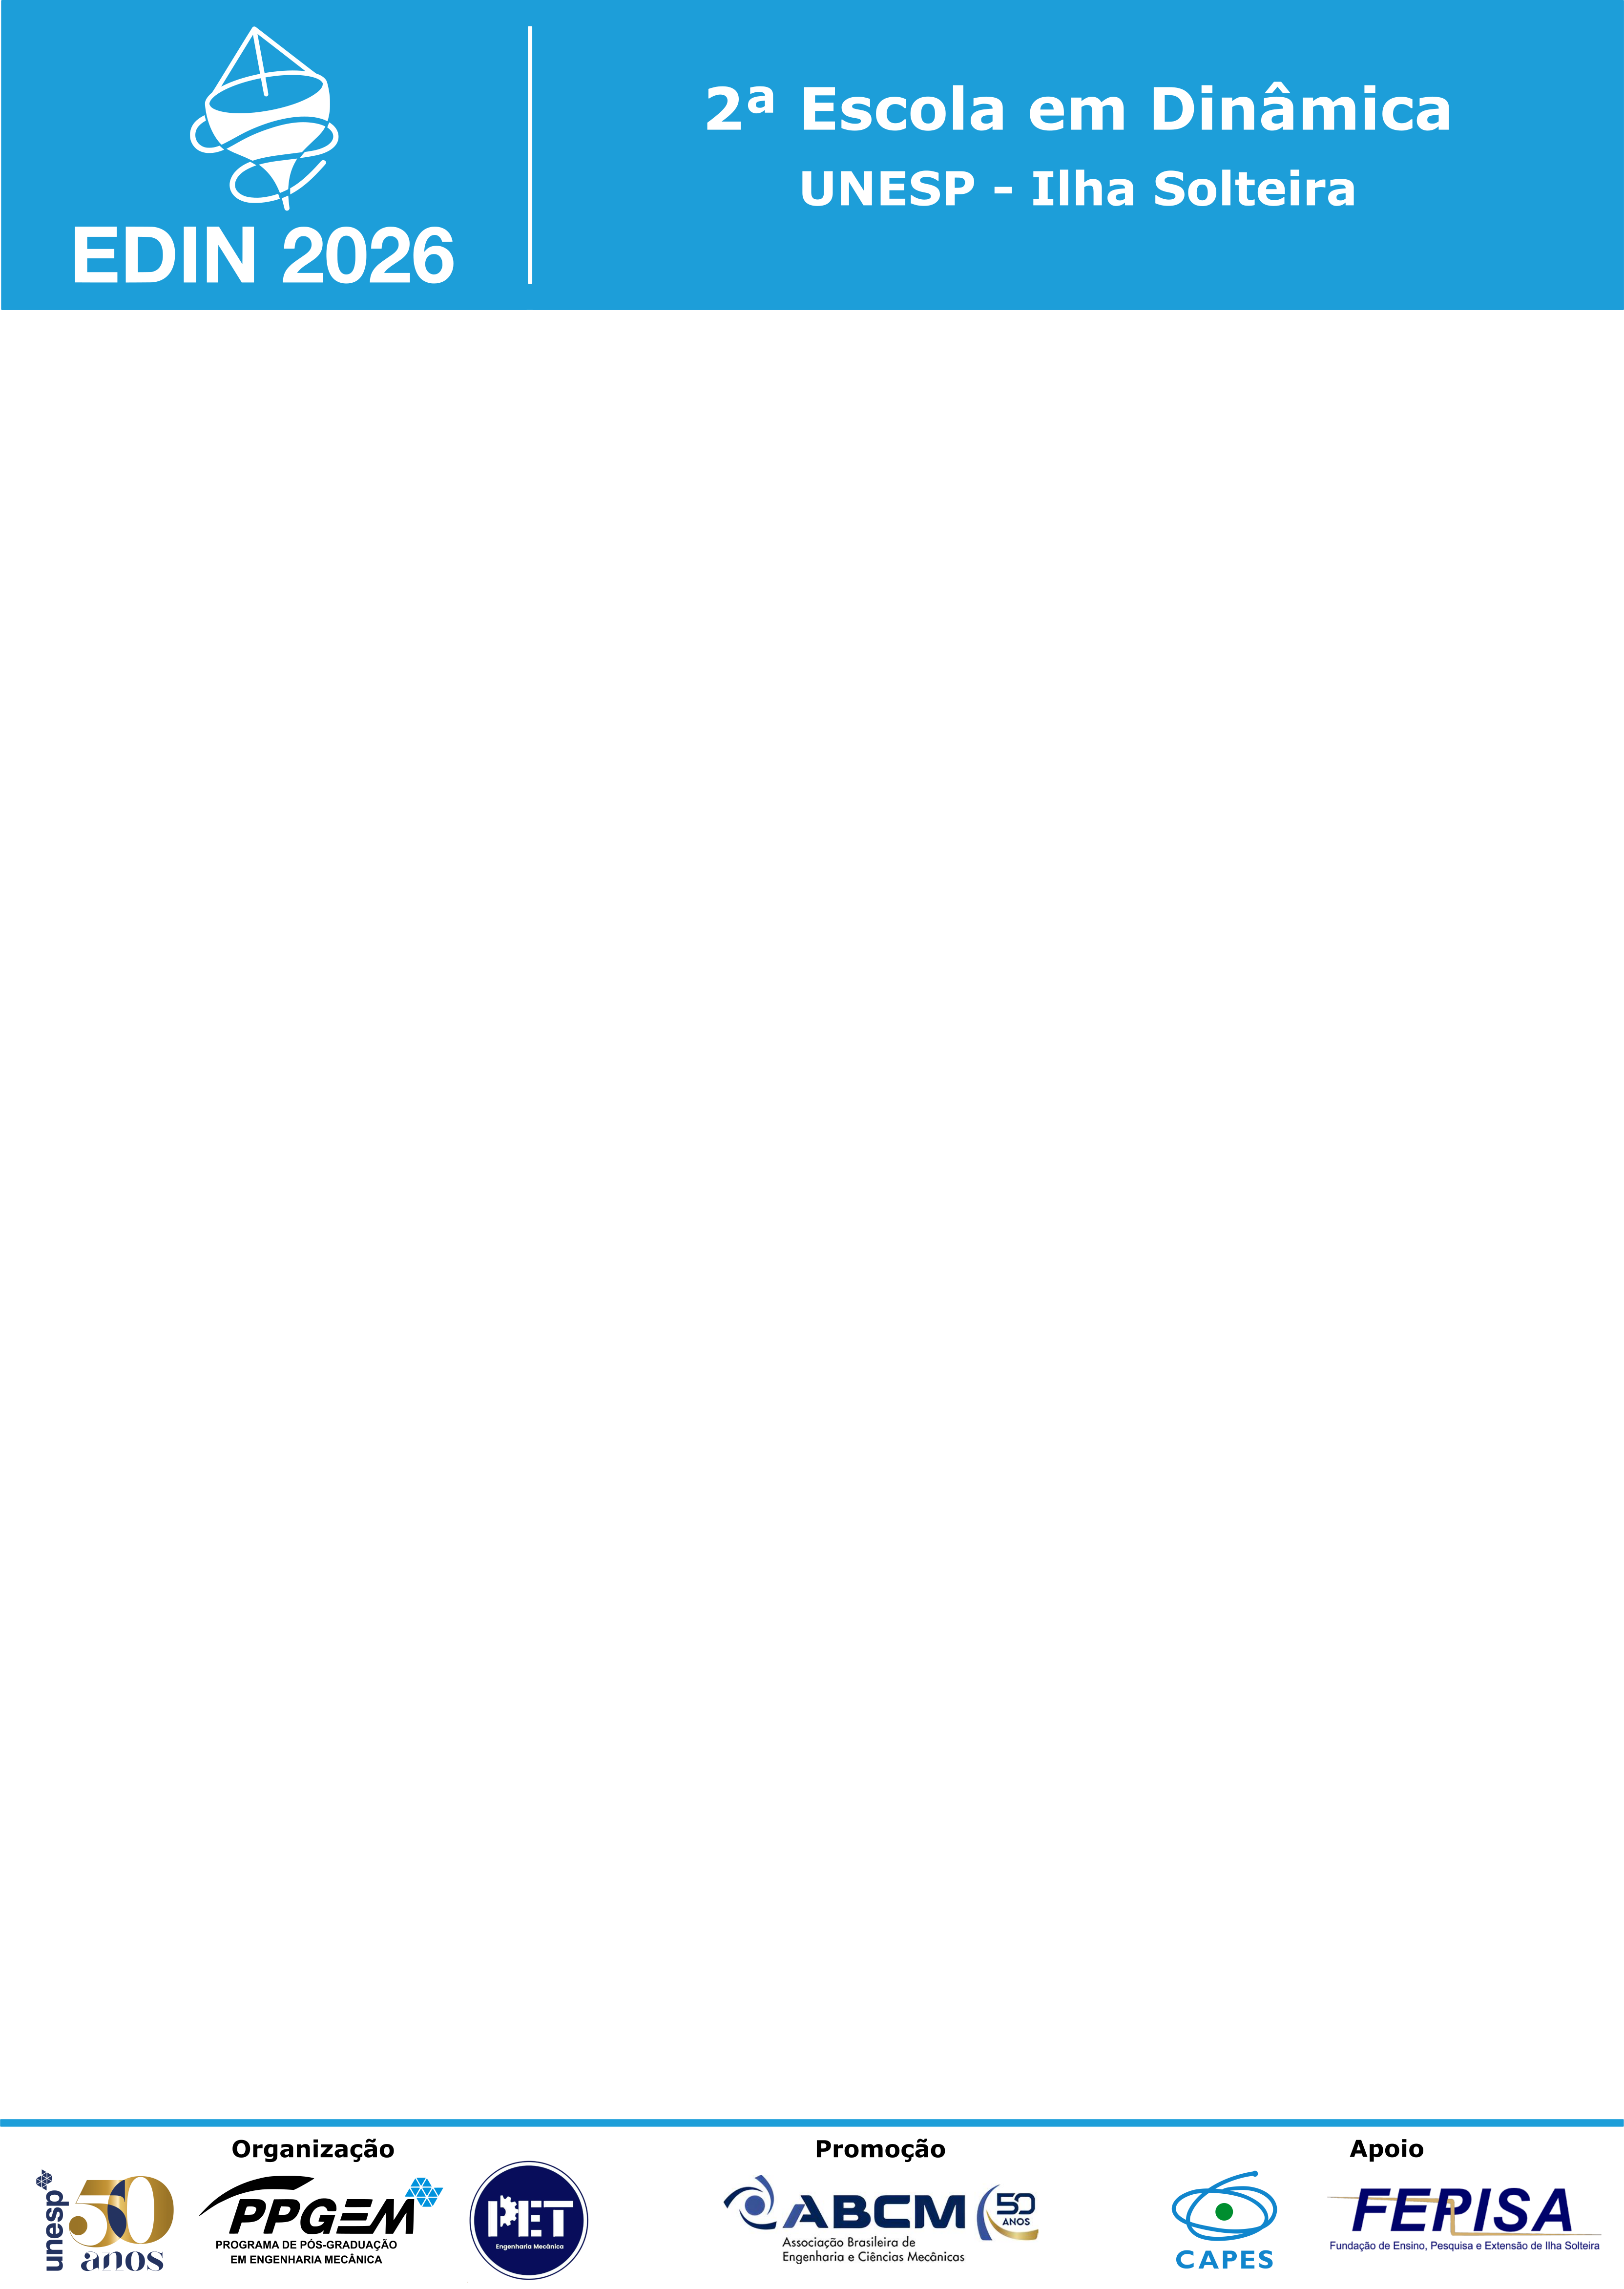 EDIN 2026
2ª Escola em Dinâmica
UNESP - Ilha Solteira
Organização
unesp
50
anos
PPGEM
PROGRAMA DE PÓS-GRADUAÇÃO
EM ENGENHARIA MECÂNICA
PET
Engenharia Mecânica
Promoção
ABCM
Associação Brasileira de
Engenharia e Ciências Mecânicas
50
ANOS
Apoio
CAPES
FEPISA
Fundação de Ensino, Pesquisa e Extensão de Ilha Solteira